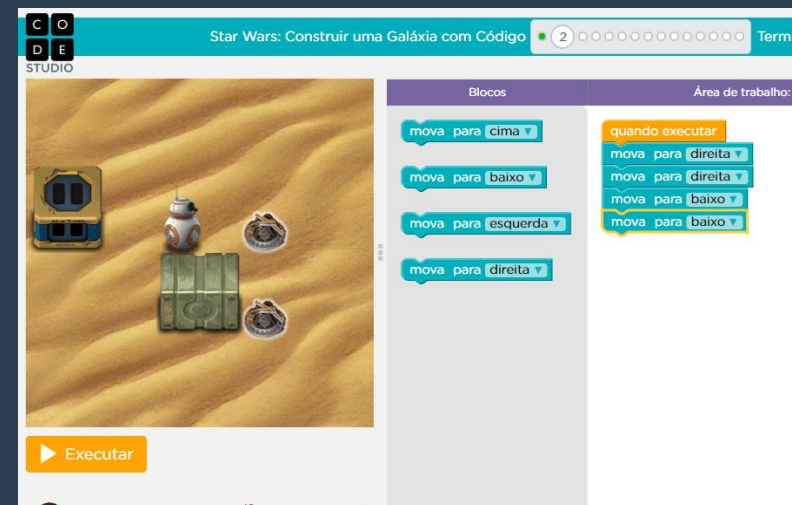 C O
D E
STUDIO
Star Wars: Construir uma Galáxia com Código
2
Term
Blocos
Área de trabalho:
mova para cima
mova para baixo
mova para esquerda
mova para direita
quando executar
mova para direita
mova para direita
mova para baixo
mova para baixo
Executar